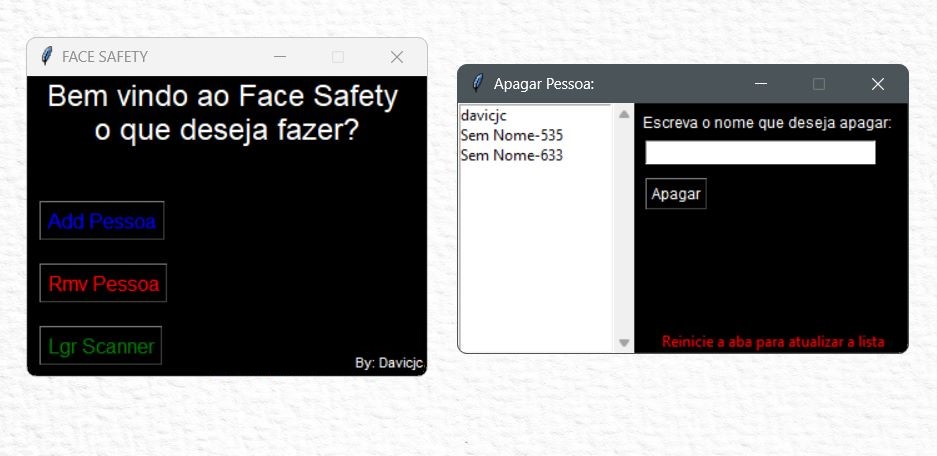 FACE SAFETY
Bem vindo ao Face Safety
o que deseja fazer?
Add Pessoa
Rmv Pessoa
Lgr Scanner
By: Davicjc
Apagar Pessoa:
davicjc
Sem Nome-535
Sem Nome-633
Escreva o nome que deseja apagar:
Apagar
Reinicie a aba para atualizar a lista